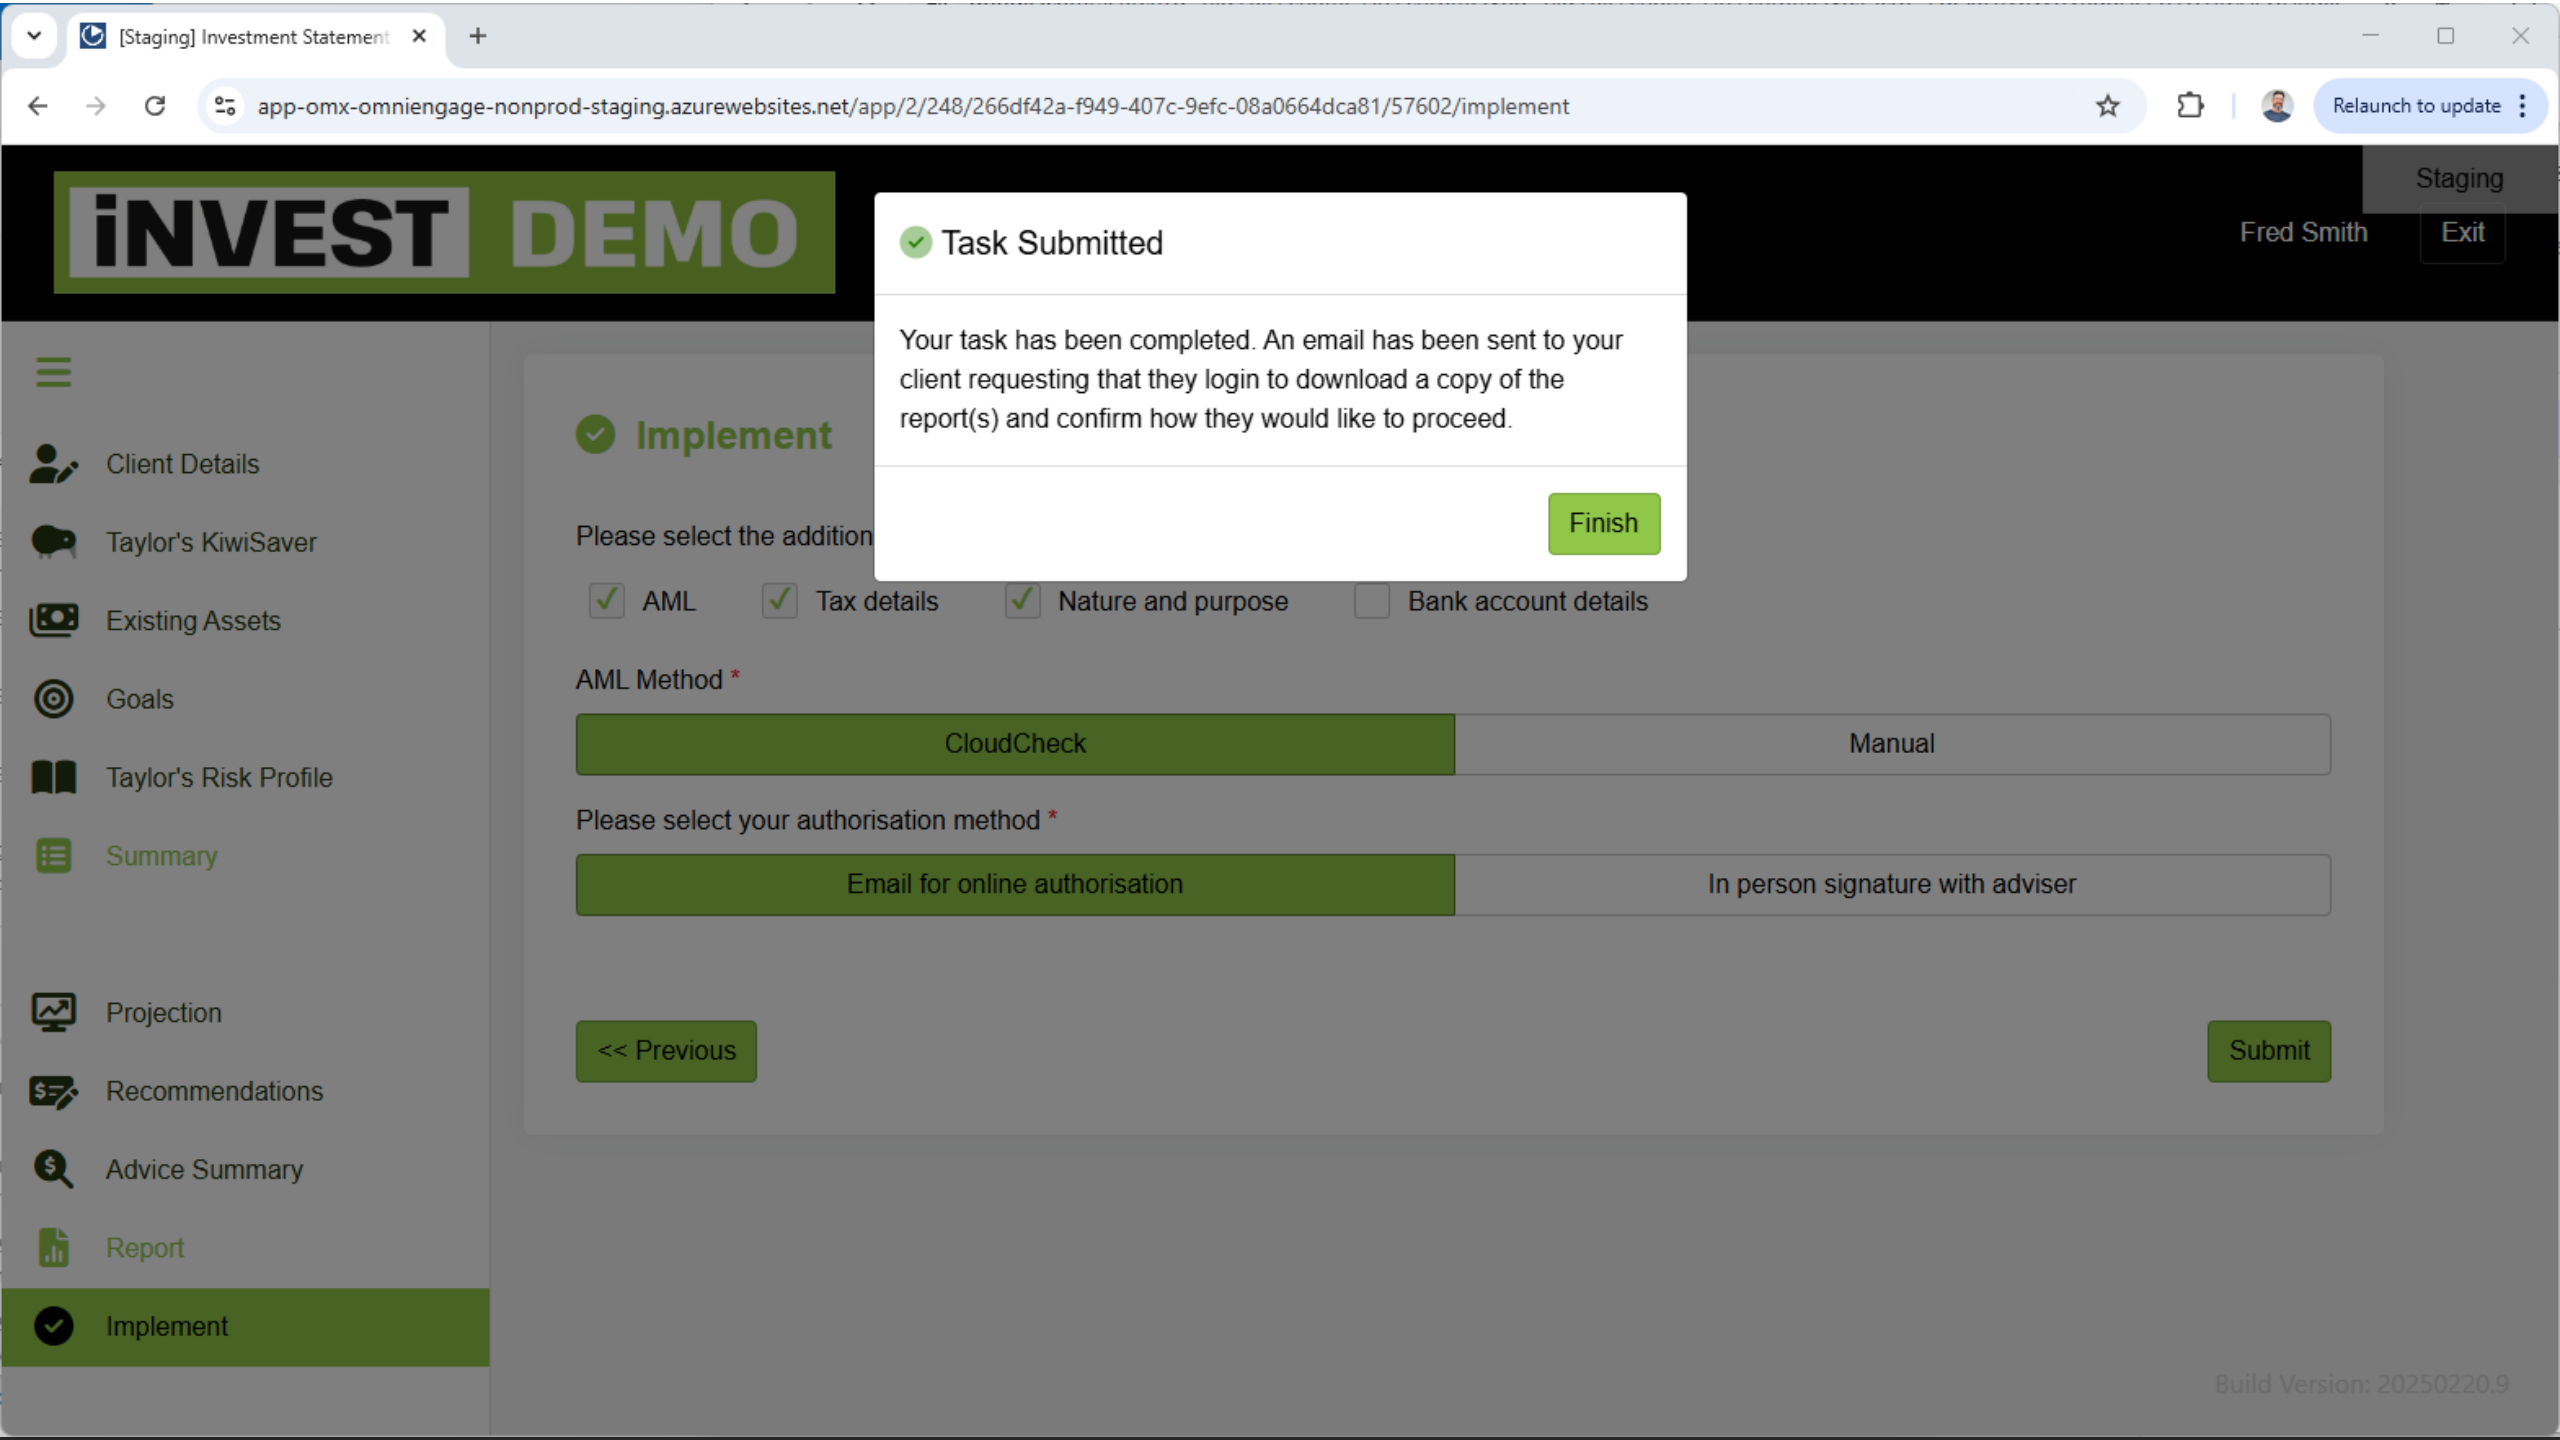 [Staging] Investment Statement
app-omx-omniengage-nonprod-staging.azurewebsites.net/app/2/248/266df42a-f949-407c-9efc-08a0664dca81/57602/implement
Relaunch to update
iNVEST DEMO
Staging
Fred Smith
Exit
Task Submitted
Your task has been completed. An email has been sent to your
client requesting that they login to download a copy of the
report(s) and confirm how they would like to proceed.
Finish
Client Details
Taylor's KiwiSaver
Existing Assets
Goals
Taylor's Risk Profile
Summary
Projection
Recommendations
Advice Summary
Report
Implement
Implement
Please select the addition
AML
Tax details
Nature and purpose
Bank account details
AML Method *
CloudCheck
Manual
Please select your authorisation method *
Email for online authorisation
In person signature with adviser
<< Previous
Submit
Build Version: 20250220.9